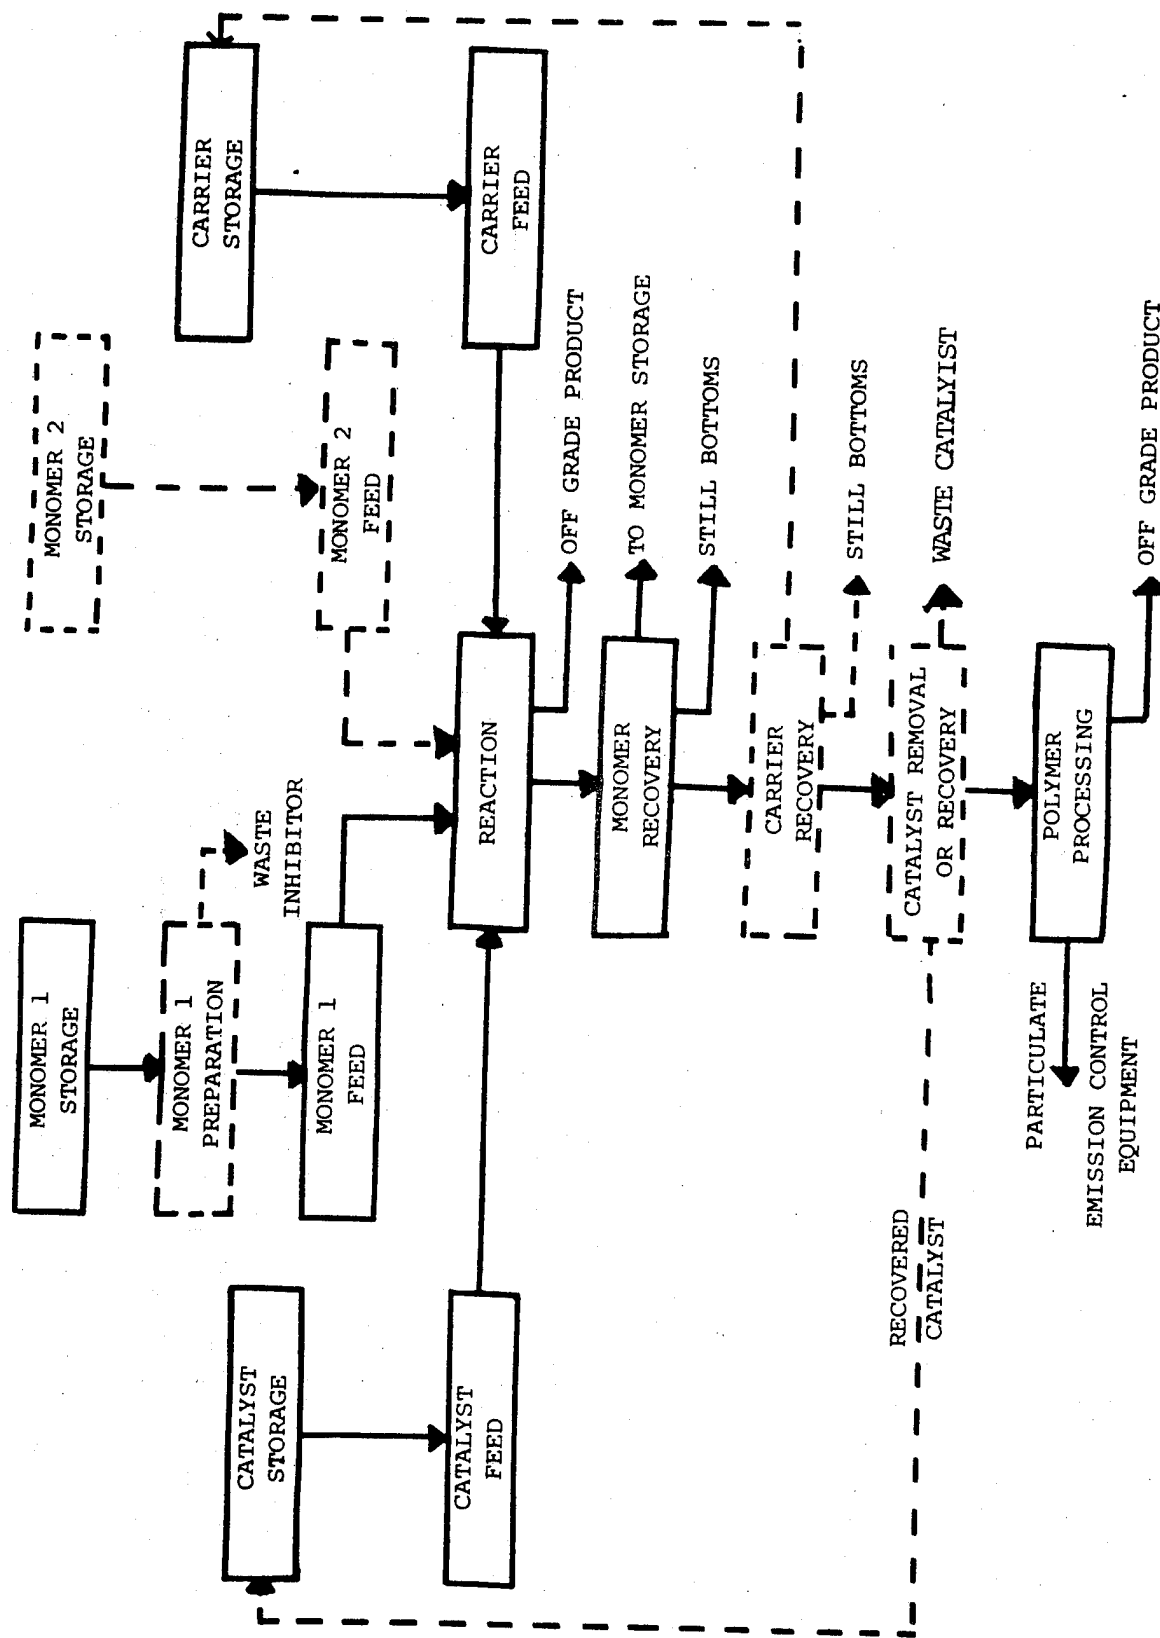 MONOMER 1
STORAGE
MONOMER 1
PREPARATION
WASTE
INHIBITOR
MONOMER 1
FEED
MONOMER 2
STORAGE
MONOMER 2
FEED
CATALYST
STORAGE
CATALYST
FEED
CARRIER
STORAGE
CARRIER
FEED
REACTION
OFF GRADE PRODUCT
MONOMER
RECOVERY
TO MONOMER STORAGE
STILL BOTTOMS
CARRIER
RECOVERY
STILL BOTTOMS
CATALYST REMOVAL
OR RECOVERY
WASTE CATALYIST
RECOVERED
CATALYST
POLYMER
PROCESSING
OFF GRADE PRODUCT
PARTICULATE
EMISSION CONTROL
EQUIPMENT